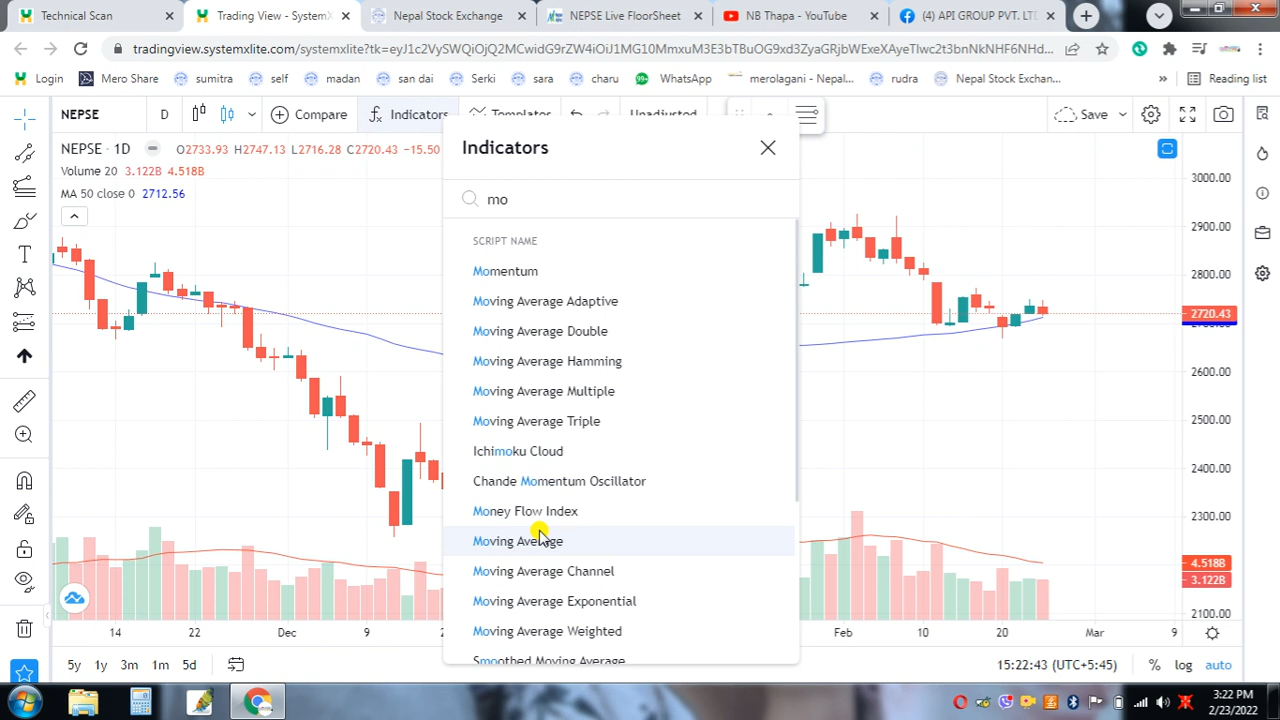 Technical Scan
Trading View - SystemX
Nepal Stock Exchange
NEPSE Live FloorSheet
NB Thapa - YouTube
(4) API GROUP PVT. LT
tradingview.systemxlite.com/systemxlite?tk=
Login
Mero Share
sumitra
self
madan
san dai
Serki
sara
charu
99+
WhatsApp
merolagani - Nepal...
rudra
Nepal Stock Exchan...
»
Reading list
NEPSE
D
Compare
Indicators
Templates
Unadjusted
Save
NEPSE · 1D
O2733.93 H2747.13 L2716.28 C2720.43 −15.50
Volume 20 3.122B 4.518B
MA 50 close 0 2712.56
Indicators
mo
SCRIPT NAME
Momentum
Moving Average Adaptive
Moving Average Double
Moving Average Hamming
Moving Average Multiple
Moving Average Triple
Ichimoku Cloud
Chande Momentum Oscillator
Money Flow Index
Moving Average
Moving Average Channel
Moving Average Exponential
Moving Average Weighted
Smoothed Moving Average
3000.00
2900.00
2800.00
2720.43
2600.00
2500.00
2400.00
2300.00
4.518B
3.122B
2100.00
14
22
Dec
9
Feb
10
20
Mar
9
5y
1y
3m
1m
5d
15:22:43 (UTC+5:45)
%
log
auto
3:22 PM
2/23/2022